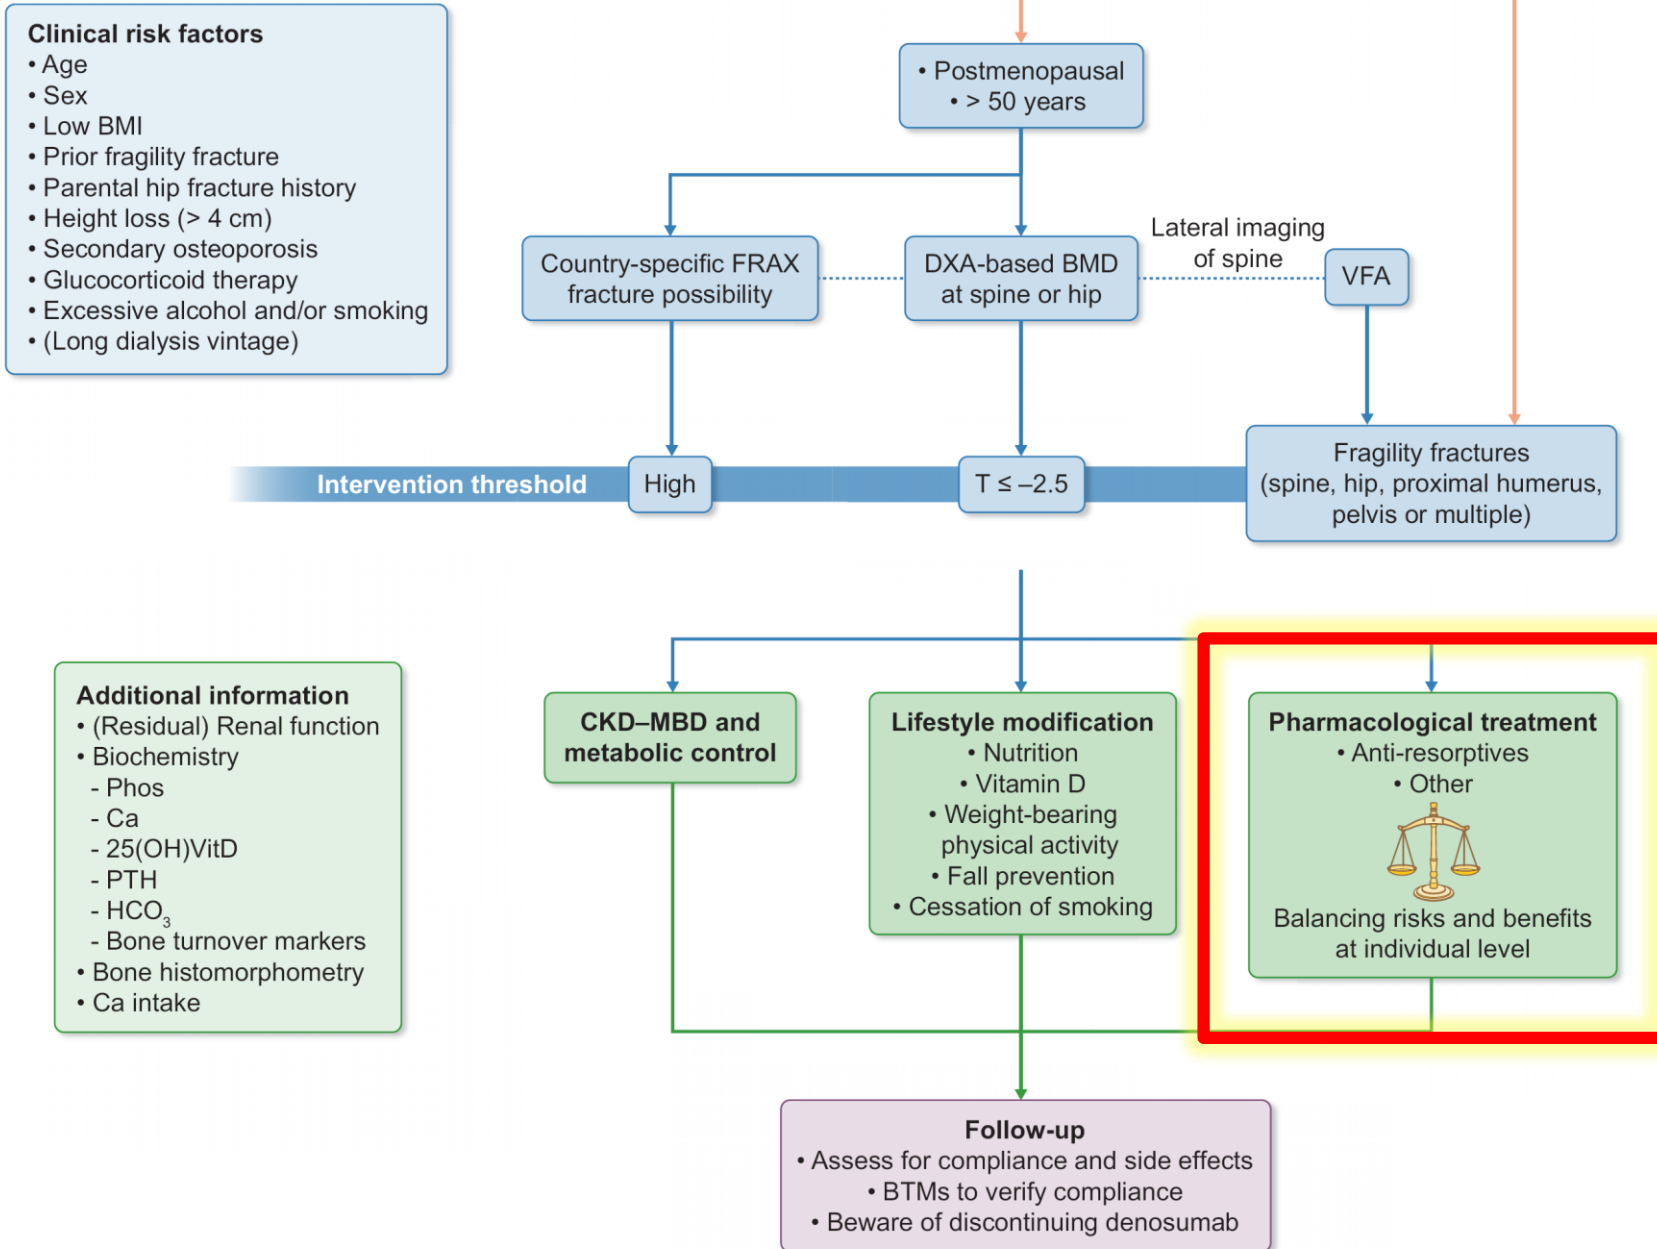 Clinical risk factors
• Age
• Sex
• Low BMI
• Prior fragility fracture
• Parental hip fracture history
• Height loss (> 4 cm)
• Secondary osteoporosis
• Glucocorticoid therapy
• Excessive alcohol and/or smoking
• (Long dialysis vintage)
• Postmenopausal
• > 50 years
Country-specific FRAX
fracture possibility
DXA-based BMD
at spine or hip
Lateral imaging
of spine
VFA
Intervention threshold
High
T ≤ –2.5
Fragility fractures
(spine, hip, proximal humerus,
pelvis or multiple)
Additional information
• (Residual) Renal function
• Biochemistry
- Phos
- Ca
- 25(OH)VitD
- PTH
- HCO₃
- Bone turnover markers
• Bone histomorphometry
• Ca intake
CKD–MBD and
metabolic control
Lifestyle modification
• Nutrition
• Vitamin D
• Weight-bearing
physical activity
• Fall prevention
• Cessation of smoking
Pharmacological treatment
• Anti-resorptives
• Other
Balancing risks and benefits
at individual level
Follow-up
• Assess for compliance and side effects
• BTMs to verify compliance
• Beware of discontinuing denosumab